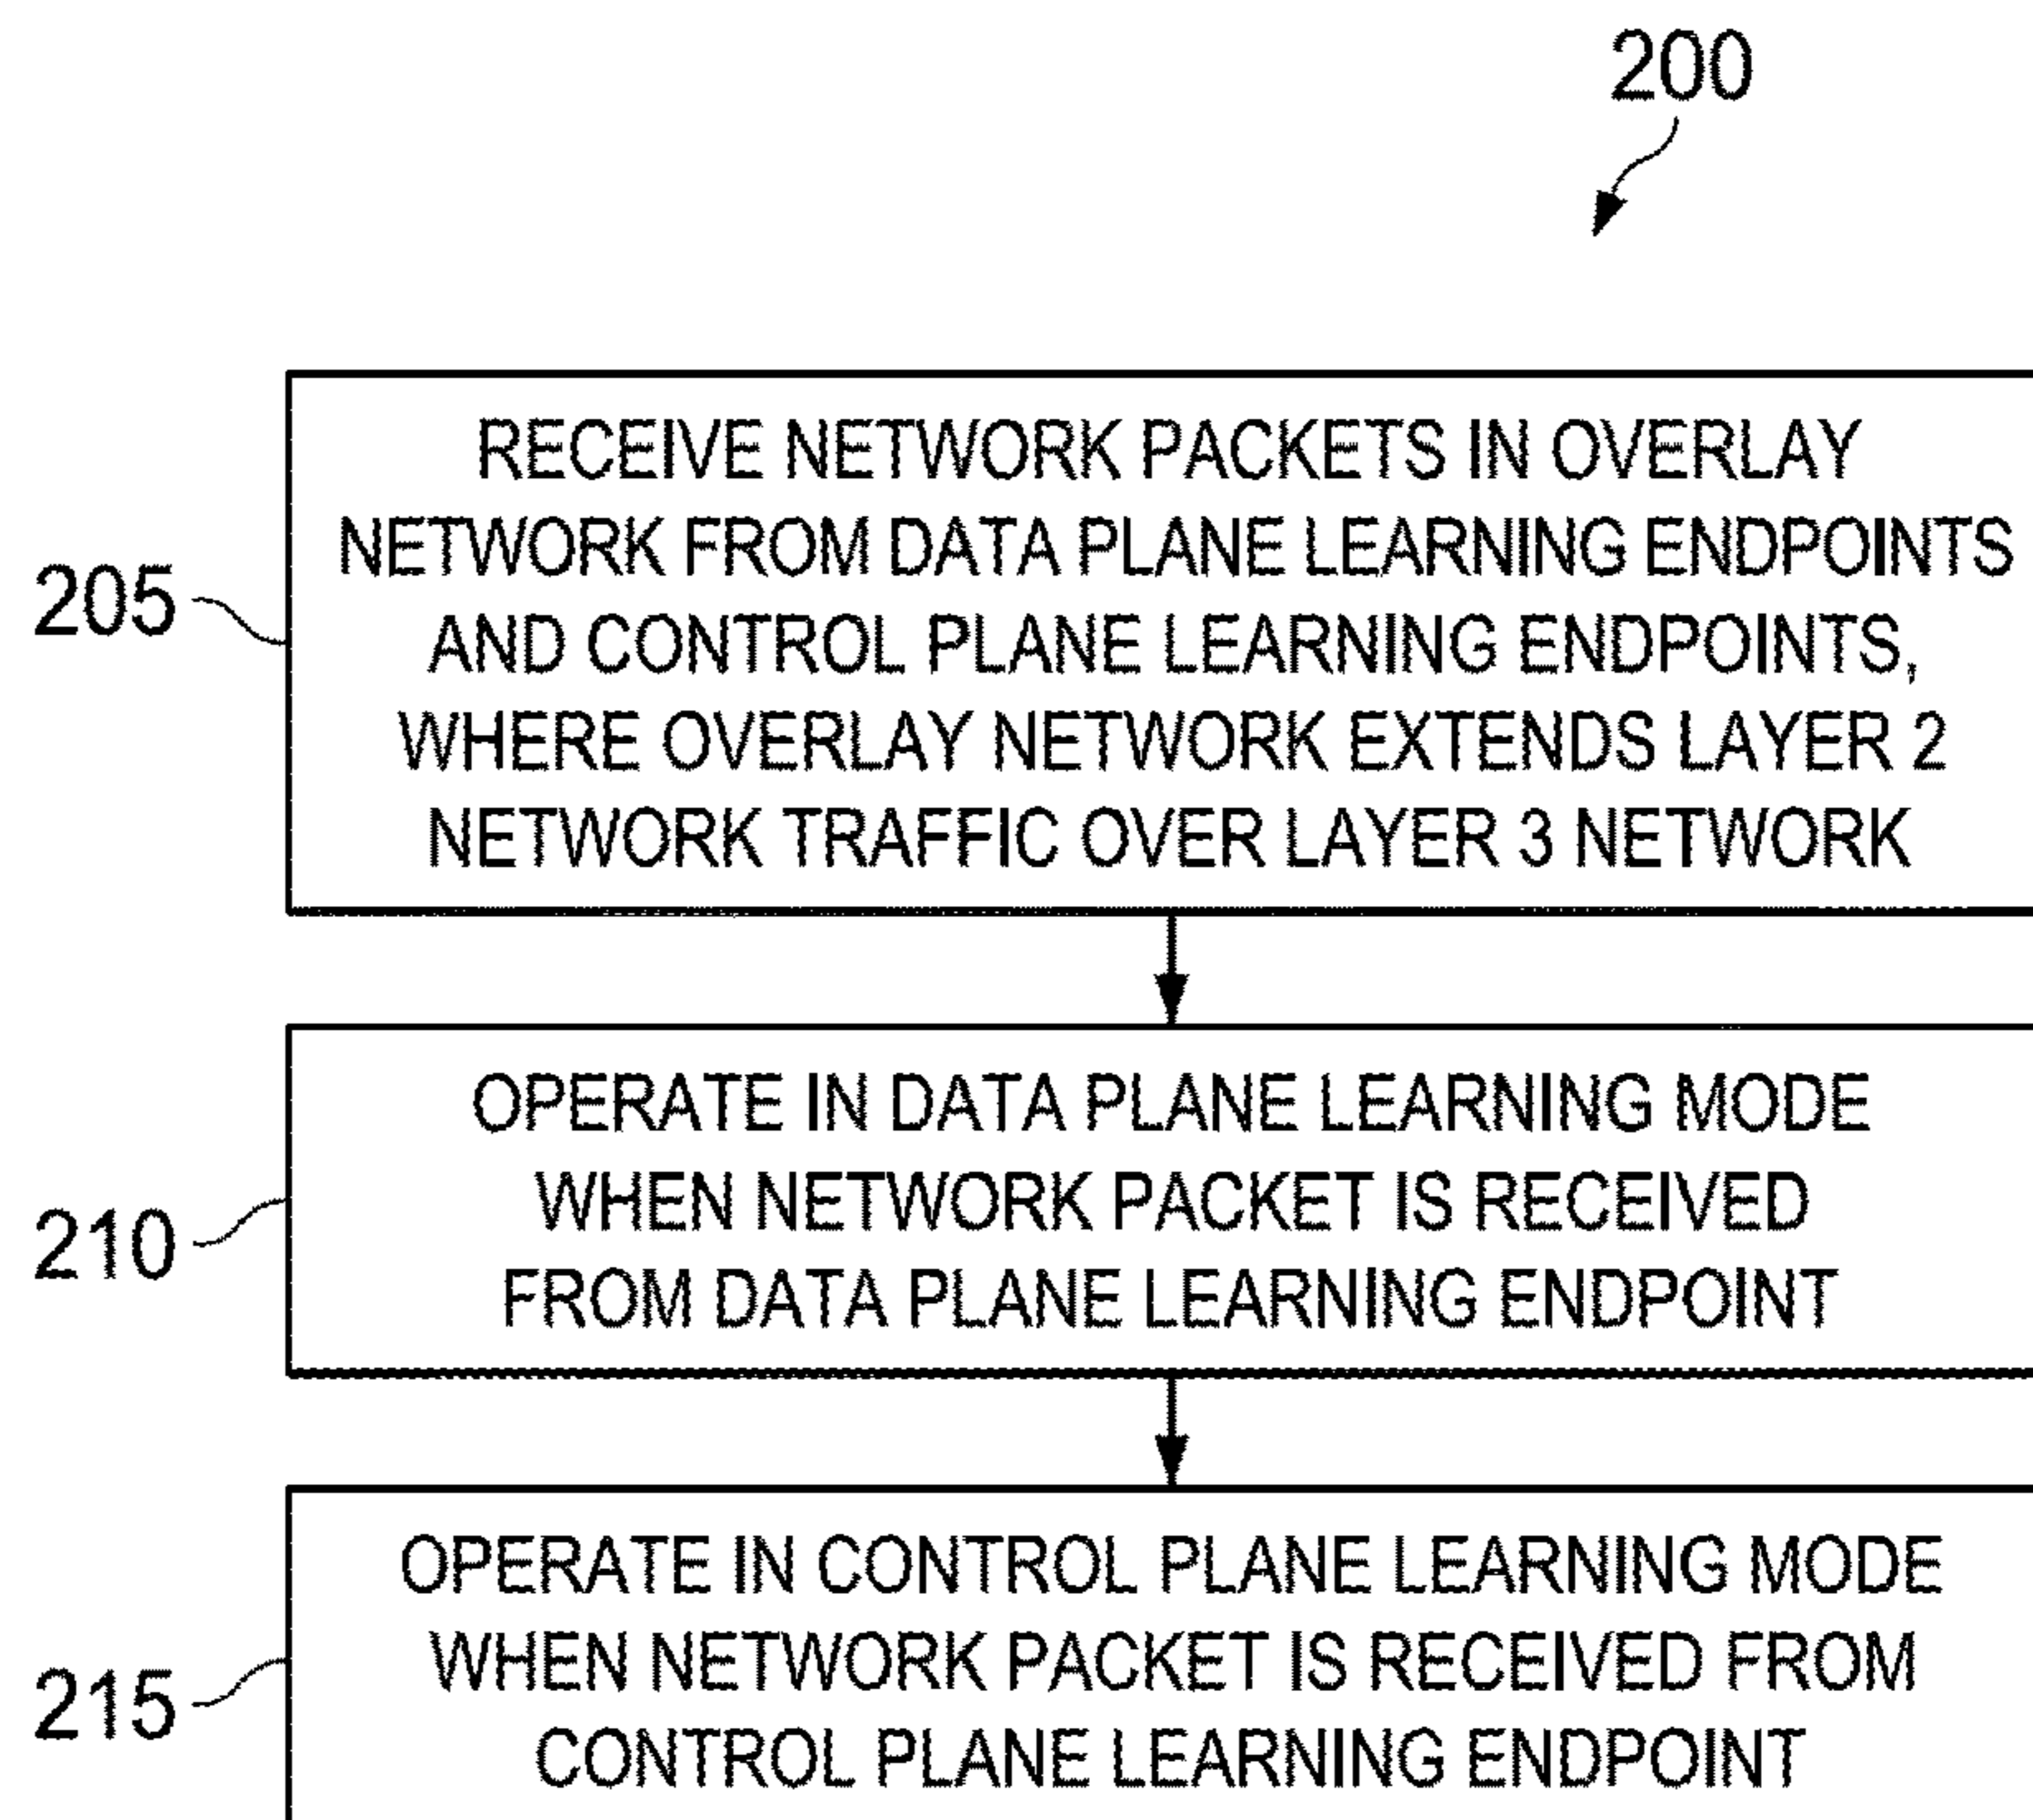 200
205
RECEIVE NETWORK PACKETS IN OVERLAY
NETWORK FROM DATA PLANE LEARNING ENDPOINTS
AND CONTROL PLANE LEARNING ENDPOINTS,
WHERE OVERLAY NETWORK EXTENDS LAYER 2
NETWORK TRAFFIC OVER LAYER 3 NETWORK
210
OPERATE IN DATA PLANE LEARNING MODE
WHEN NETWORK PACKET IS RECEIVED
FROM DATA PLANE LEARNING ENDPOINT
215
OPERATE IN CONTROL PLANE LEARNING MODE
WHEN NETWORK PACKET IS RECEIVED FROM
CONTROL PLANE LEARNING ENDPOINT